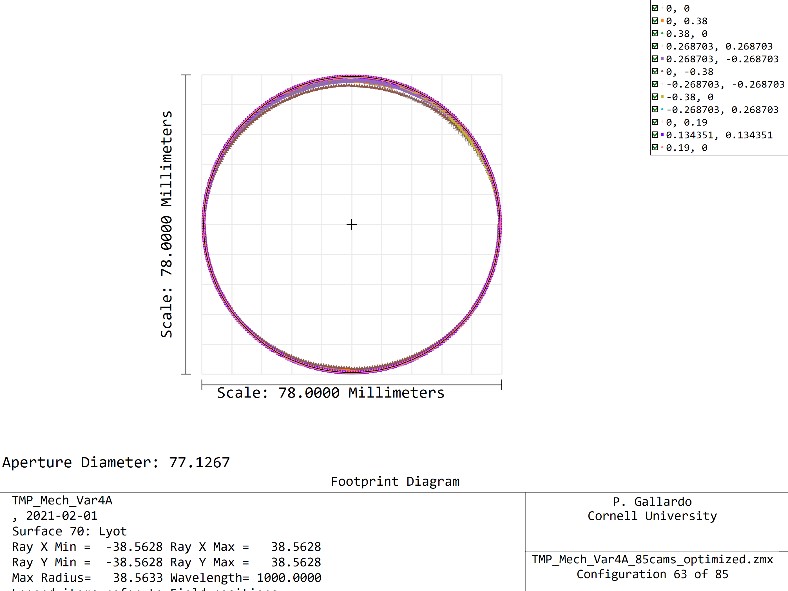 0, 0
0, 0.38
0.38, 0
0.268703, 0.268703
0.268703, -0.268703
0, -0.38
-0.268703, -0.268703
-0.38, 0
-0.268703, 0.268703
0, 0.19
0.134351, 0.134351
0.19, 0
Scale: 78.0000 Millimeters
Scale: 78.0000 Millimeters
Aperture Diameter: 77.1267
Footprint Diagram
TMP_Mech_Var4A
, 2021-02-01
Surface 70: Lyot
Ray X Min = -38.5628 Ray X Max = 38.5628
Ray Y Min = -38.5628 Ray Y Max = 38.5628
Max Radius= 38.5633 Wavelength= 1000.0000
P. Gallardo
Cornell University
TMP_Mech_Var4A_85cams_optimized.zmx
Configuration 63 of 85